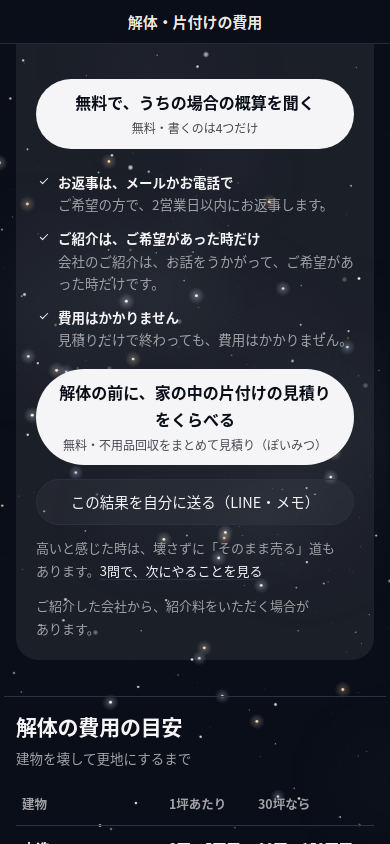 解体・片付けの費用
無料で、うちの場合の概算を聞く
無料・書くのは4つだけ
お返事は、メールかお電話で
ご希望の方で、2営業日以内にお返事します。
ご紹介は、ご希望があった時だけ
会社のご紹介は、お話をうかがって、ご希望があ
った時だけです。
費用はかかりません
見積りだけで終わっても、費用はかかりません。
解体の前に、家の中の片付けの見積り
をくらべる
無料・不用品回収をまとめて見積り（ぽいみつ）
この結果を自分に送る（LINE・メモ）
高いと感じた時は、壊さずに「そのまま売る」道も
あります。3問で、次にやることを見る
ご紹介した会社から、紹介料をいただく場合が
あります。
解体の費用の目安
建物を壊して更地にするまで
建物 1坪あたり 30坪なら